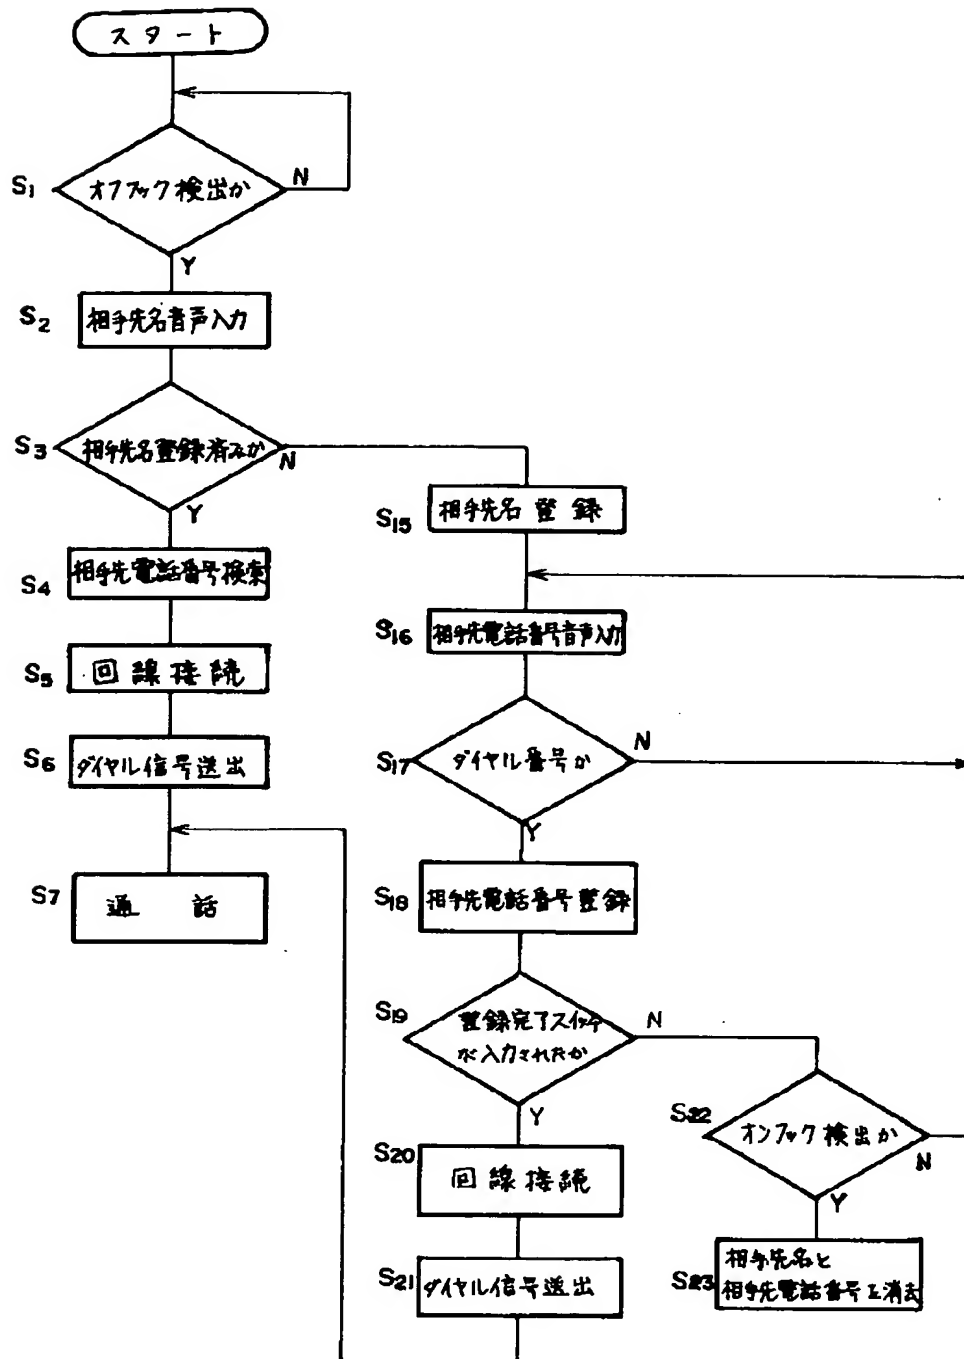 スタート
S1
オフフック検出か
N
Y
S2
相手先名音声入力
S3
相手先名登録済みか
N
Y
S4
相手先電話番号検索
S5
回線接続
S6
ダイヤル信号送出
S7
通話
S15
相手先名登録
S16
相手先電話番号音声入力
S17
ダイヤル番号か
N
Y
S18
相手先電話番号登録
S19
登録完了スイッチ
が入力されたか
N
Y
S20
回線接続
S21
ダイヤル信号送出
S22
オンフック検出か
N
Y
S23
相手先名と
相手先電話番号を消去